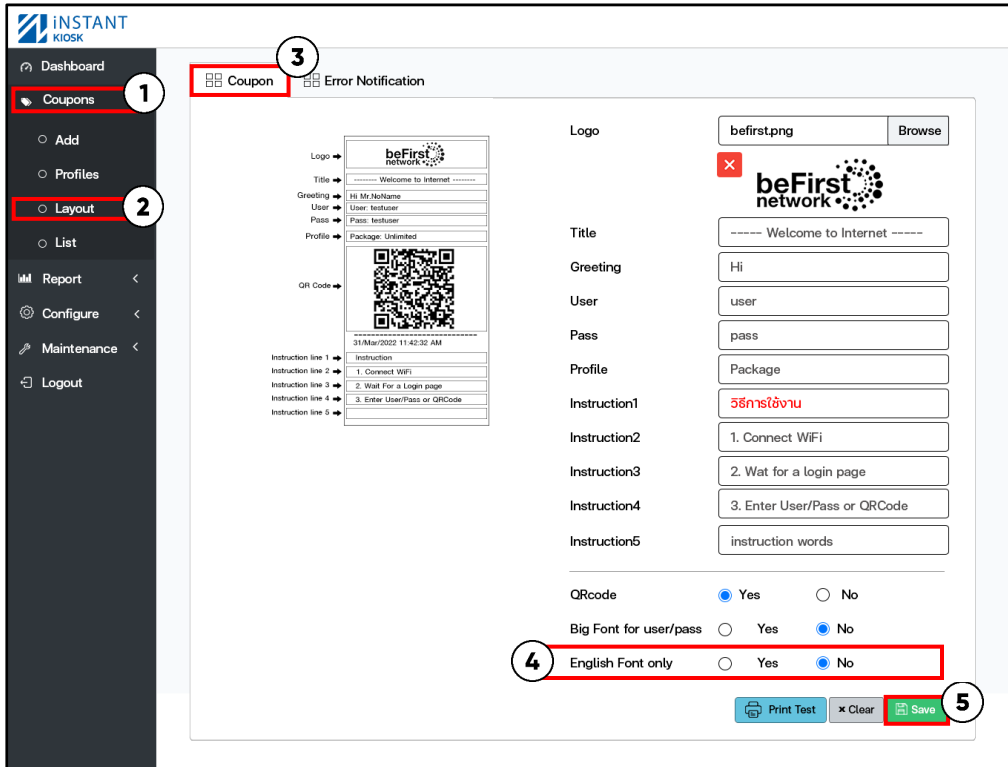 iNSTANT
KIOSK
Dashboard
Coupons
1
Add
Profiles
Layout
2
List
Report
Configure
Maintenance
Logout
3
Coupon
Error Notification
Logo
beFirst
network
Title
-------- Welcome to Internet --------
Greeting
Hi Mr.NoName
User
User: testuser
Pass
Pass: testuser
Profile
Package: Unlimited
QR Code
------------------------------
31/Mar/2022 11:42:32 AM
Instruction line 1
Instruction
Instruction line 2
1. Connect WiFi
Instruction line 3
2. Wait For a Login page
Instruction line 4
3. Enter User/Pass or QRCode
Instruction line 5
Logo
befirst.png
Browse
beFirst
network
Title
----- Welcome to Internet -----
Greeting
Hi
User
user
Pass
pass
Profile
Package
Instruction1
วิธีการใช้งาน
Instruction2
1. Connect WiFi
Instruction3
2. Wat for a login page
Instruction4
3. Enter User/Pass or QRCode
Instruction5
instruction words
QRcode
Yes
No
Big Font for user/pass
Yes
No
4
English Font only
Yes
No
Print Test
× Clear
Save
5